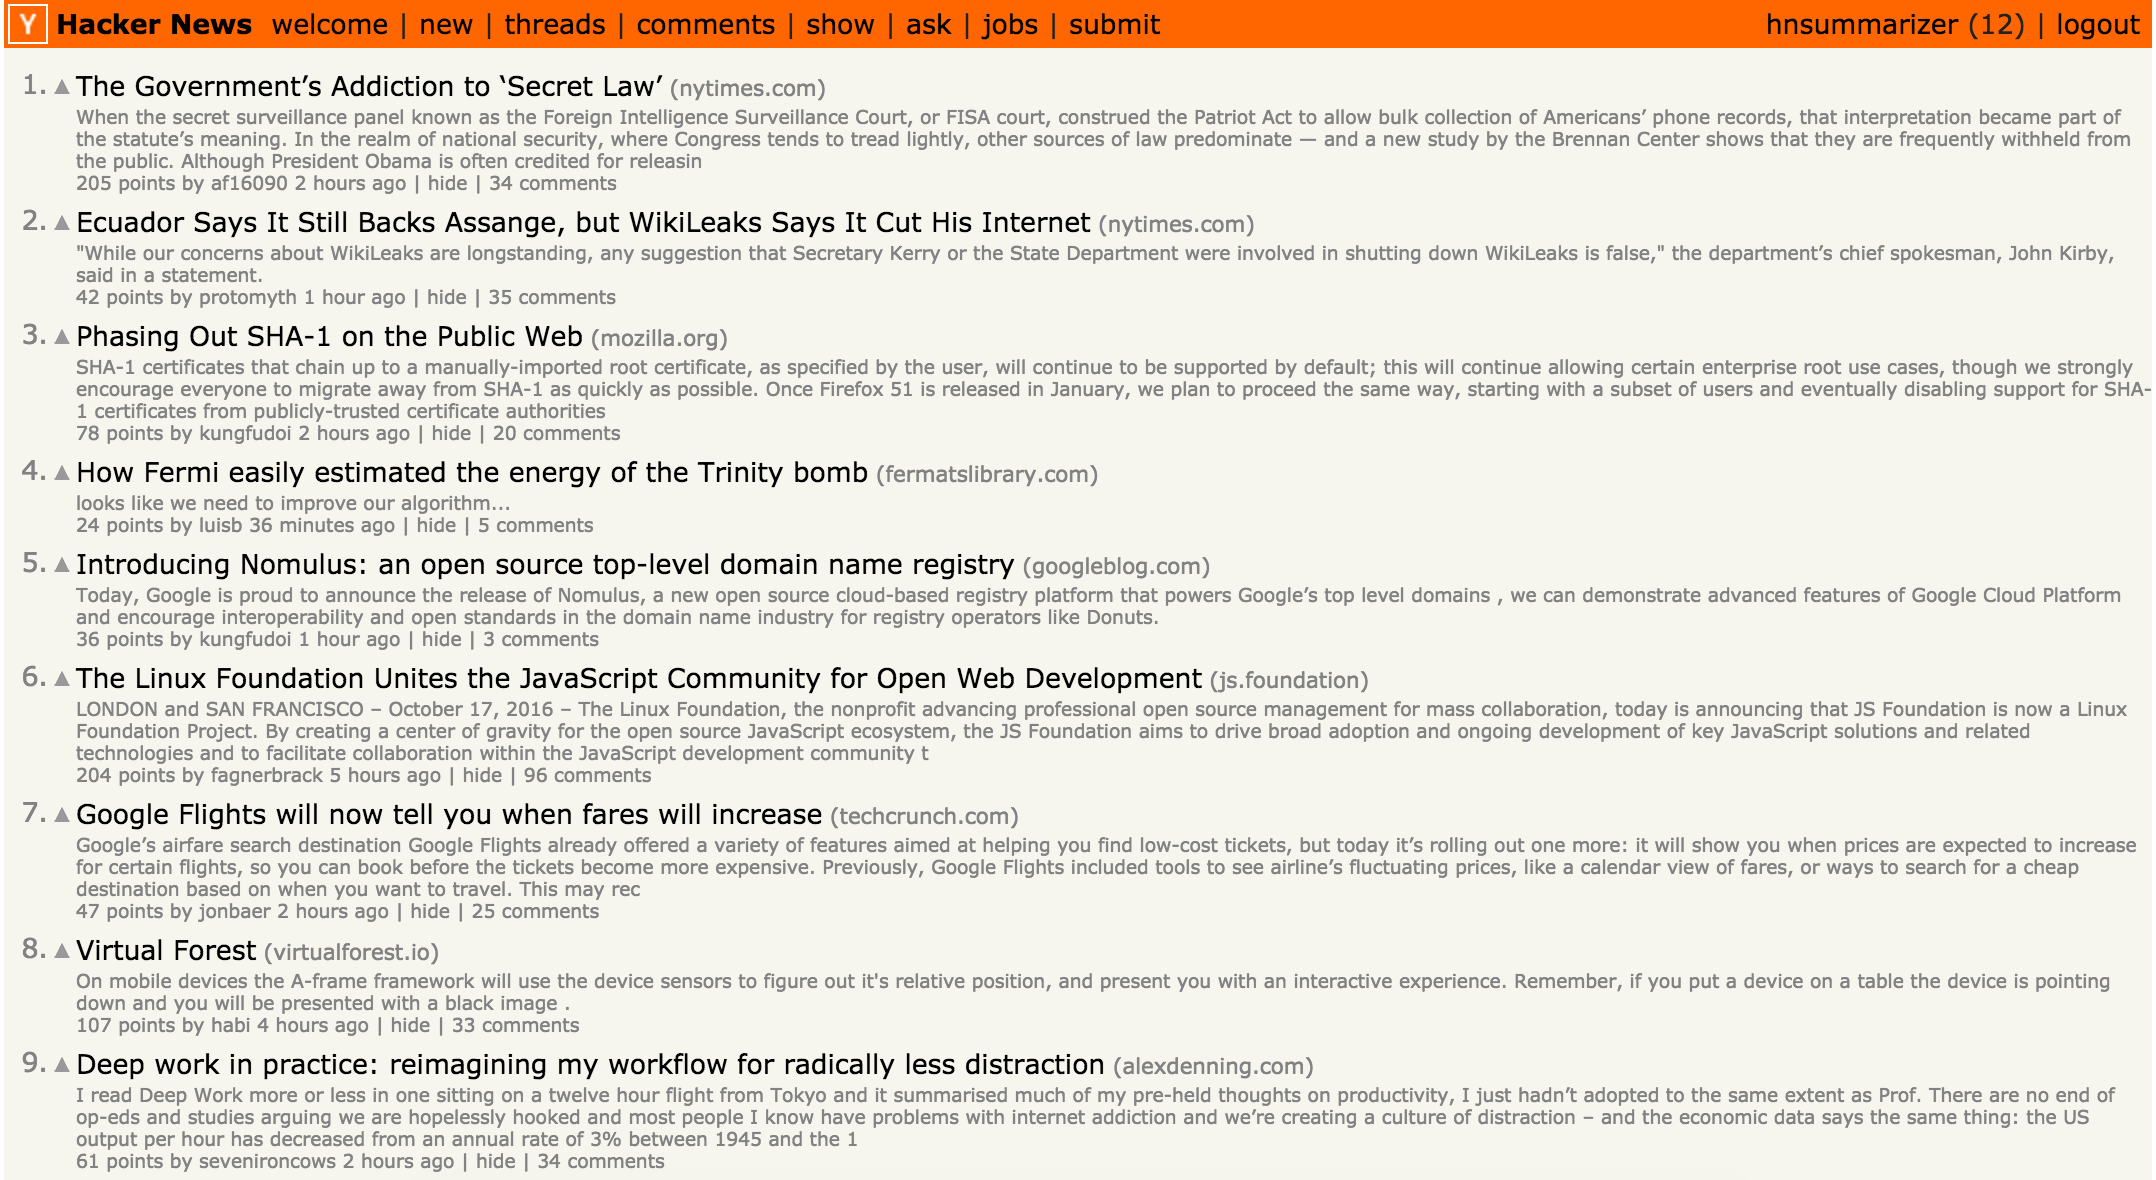 Y Hacker News welcome | new | threads | comments | show | ask | jobs | submit hnsummarizer (12) | logout
1. ▲ The Government’s Addiction to ‘Secret Law’ (nytimes.com)
When the secret surveillance panel known as the Foreign Intelligence Surveillance Court, or FISA court, construed the Patriot Act to allow bulk collection of Americans’ phone records, that interpretation became part of
the statute’s meaning. In the realm of national security, where Congress tends to tread lightly, other sources of law predominate — and a new study by the Brennan Center shows that they are frequently withheld from
the public. Although President Obama is often credited for releasin
205 points by af16090 2 hours ago | hide | 34 comments
2. ▲ Ecuador Says It Still Backs Assange, but WikiLeaks Says It Cut His Internet (nytimes.com)
"While our concerns about WikiLeaks are longstanding, any suggestion that Secretary Kerry or the State Department were involved in shutting down WikiLeaks is false," the department’s chief spokesman, John Kirby,
said in a statement.
42 points by protomyth 1 hour ago | hide | 35 comments
3. ▲ Phasing Out SHA-1 on the Public Web (mozilla.org)
SHA-1 certificates that chain up to a manually-imported root certificate, as specified by the user, will continue to be supported by default; this will continue allowing certain enterprise root use cases, though we strongly
encourage everyone to migrate away from SHA-1 as quickly as possible. Once Firefox 51 is released in January, we plan to proceed the same way, starting with a subset of users and eventually disabling support for SHA-
1 certificates from publicly-trusted certificate authorities
78 points by kungfudoi 2 hours ago | hide | 20 comments
4. ▲ How Fermi easily estimated the energy of the Trinity bomb (fermatslibrary.com)
looks like we need to improve our algorithm...
24 points by luisb 36 minutes ago | hide | 5 comments
5. ▲ Introducing Nomulus: an open source top-level domain name registry (googleblog.com)
Today, Google is proud to announce the release of Nomulus, a new open source cloud-based registry platform that powers Google’s top level domains , we can demonstrate advanced features of Google Cloud Platform
and encourage interoperability and open standards in the domain name industry for registry operators like Donuts.
36 points by kungfudoi 1 hour ago | hide | 3 comments
6. ▲ The Linux Foundation Unites the JavaScript Community for Open Web Development (js.foundation)
LONDON and SAN FRANCISCO – October 17, 2016 – The Linux Foundation, the nonprofit advancing professional open source management for mass collaboration, today is announcing that JS Foundation is now a Linux
Foundation Project. By creating a center of gravity for the open source JavaScript ecosystem, the JS Foundation aims to drive broad adoption and ongoing development of key JavaScript solutions and related
technologies and to facilitate collaboration within the JavaScript development community t
204 points by fagnerbrack 5 hours ago | hide | 96 comments
7. ▲ Google Flights will now tell you when fares will increase (techcrunch.com)
Google’s airfare search destination Google Flights already offered a variety of features aimed at helping you find low-cost tickets, but today it’s rolling out one more: it will show you when prices are expected to increase
for certain flights, so you can book before the tickets become more expensive. Previously, Google Flights included tools to see airline’s fluctuating prices, like a calendar view of fares, or ways to search for a cheap
destination based on when you want to travel. This may rec
47 points by jonbaer 2 hours ago | hide | 25 comments
8. ▲ Virtual Forest (virtualforest.io)
On mobile devices the A-frame framework will use the device sensors to figure out it's relative position, and present you with an interactive experience. Remember, if you put a device on a table the device is pointing
down and you will be presented with a black image .
107 points by habi 4 hours ago | hide | 33 comments
9. ▲ Deep work in practice: reimagining my workflow for radically less distraction (alexdenning.com)
I read Deep Work more or less in one sitting on a twelve hour flight from Tokyo and it summarised much of my pre-held thoughts on productivity, I just hadn’t adopted to the same extent as Prof. There are no end of
op-eds and studies arguing we are hopelessly hooked and most people I know have problems with internet addiction and we’re creating a culture of distraction – and the economic data says the same thing: the US
output per hour has decreased from an annual rate of 3% between 1945 and the 1
61 points by sevenironcows 2 hours ago | hide | 34 comments